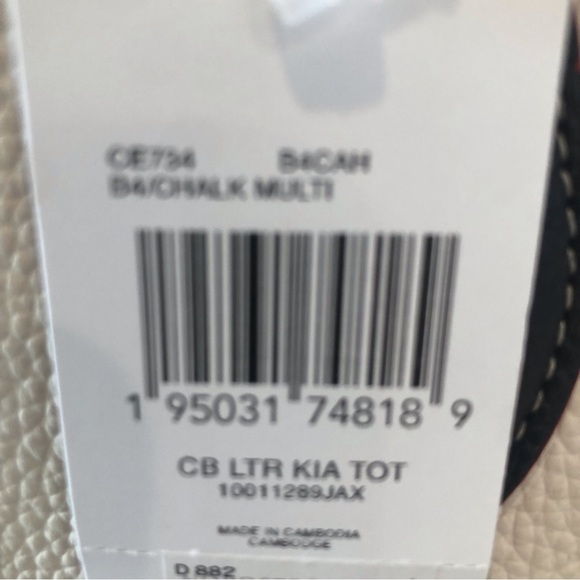 CE734 B4CAH
B4/CHALK MULTI
1 95031 74818 9
CB LTR KIA TOT
10011289JAX
MADE IN CAMBODIA
CAMBODGE
D 882